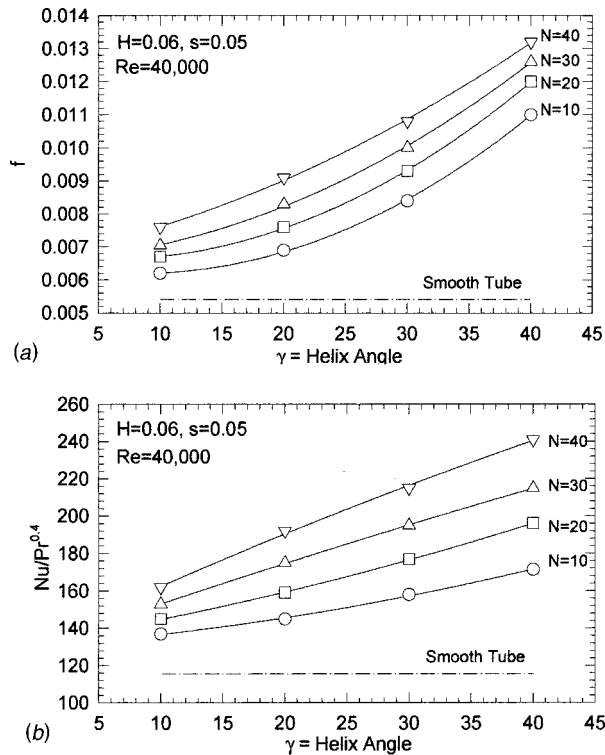 0.014
0.013
0.012
0.011
0.010
0.009
0.008
0.007
0.006
0.005
f
H=0.06, s=0.05
Re=40,000
N=40
N=30
N=20
N=10
Smooth Tube
5 10 15 20 25 30 35 40 45
(a)
γ = Helix Angle
260
240
220
200
180
160
140
120
100
Nu/Pr^0.4
H=0.06, s=0.05
Re=40,000
N=40
N=30
N=20
N=10
Smooth Tube
5 10 15 20 25 30 35 40 45
(b)
γ = Helix Angle